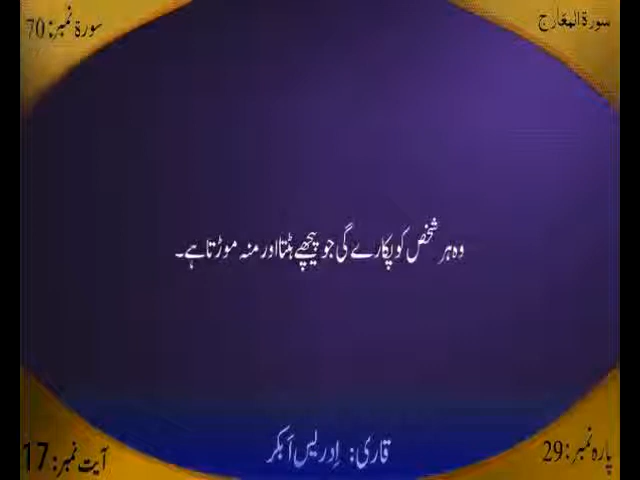 سورۃ المعارج
سورۃ نمبر: 70
وہ ہر شخص کو پکارے گی جو پیچھے ہٹتا اور منہ موڑتا ہے۔
قاری: اِدریس اَبکر
پارہ نمبر: 29
آیت نمبر: 17